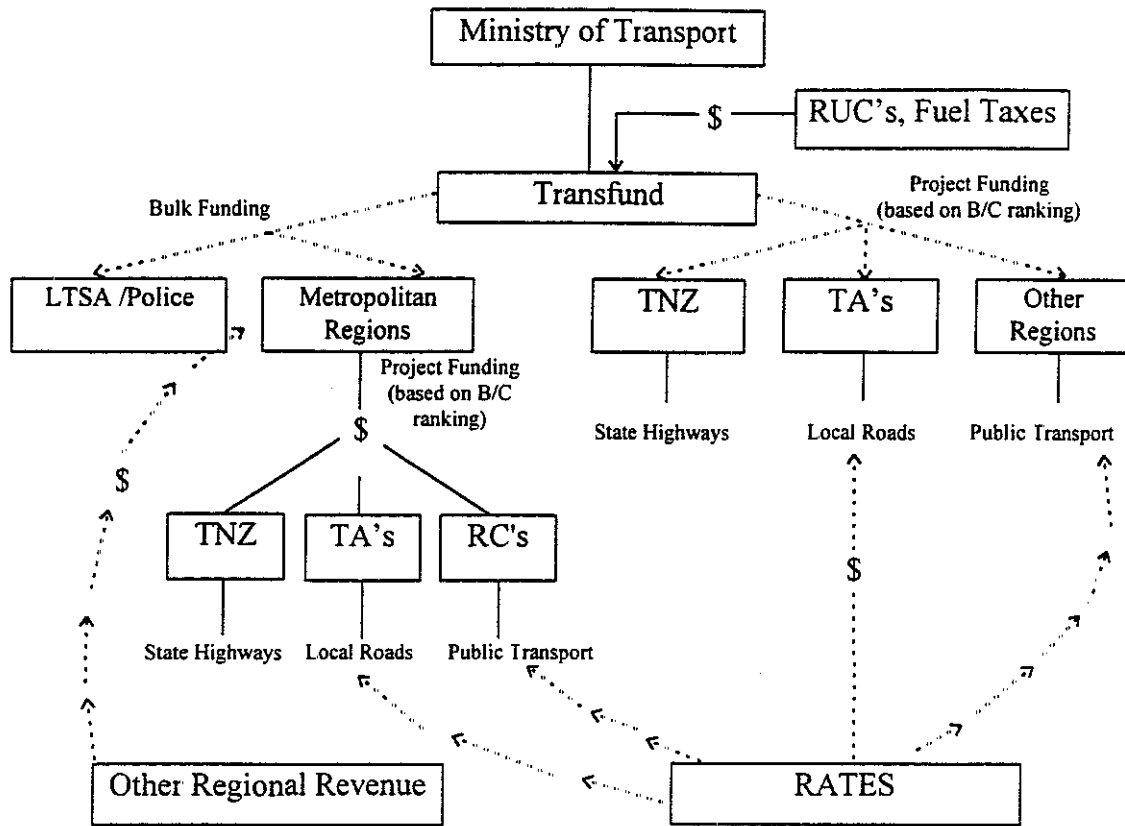 Ministry of Transport
$
RUC's, Fuel Taxes
Transfund
Bulk Funding
Project Funding
(based on B/C ranking)
LTSA /Police
Metropolitan
Regions
TNZ
TA's
Other
Regions
Project Funding
(based on B/C
ranking)
$
State Highways
Local Roads
Public Transport
$
TNZ
TA's
RC's
$
State Highways
Local Roads
Public Transport
Other Regional Revenue
RATES